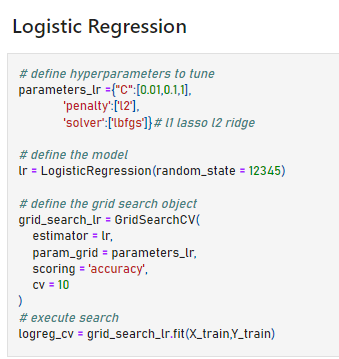 Logistic Regression
# define hyperparameters to tune
parameters_lr ={"C":[0.01,0.1,1],
'penalty':['l2'],
'solver':['lbfgs']}# l1 lasso l2 ridge
# define the model
lr = LogisticRegression(random_state = 12345)
# define the grid search object
grid_search_lr = GridSearchCV(
estimator = lr,
param_grid = parameters_lr,
scoring = 'accuracy',
cv = 10
)
# execute search
logreg_cv = grid_search_lr.fit(X_train,Y_train)